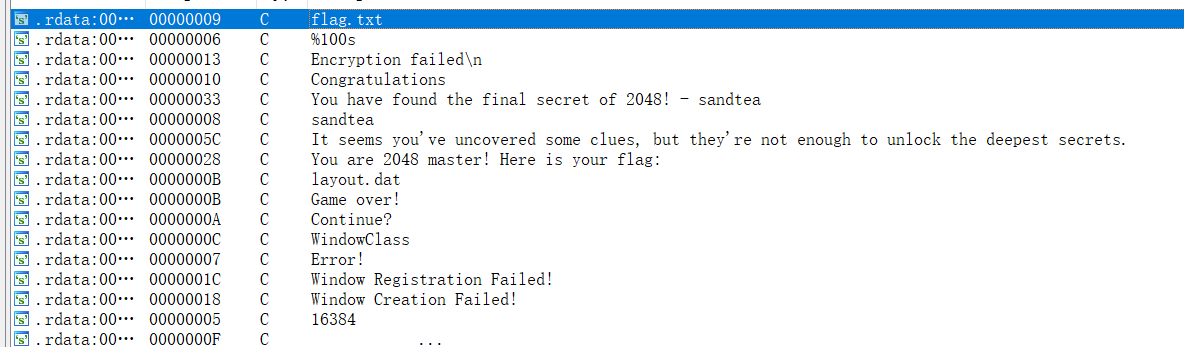 .rdata:00… 00000009 C flag.txt
.rdata:00… 00000006 C %100s
.rdata:00… 00000013 C Encryption failed\n
.rdata:00… 00000010 C Congratulations
.rdata:00… 00000033 C You have found the final secret of 2048! - sandtea
.rdata:00… 00000008 C sandtea
.rdata:00… 0000005C C It seems you've uncovered some clues, but they're not enough to unlock the deepest secrets.
.rdata:00… 00000028 C You are 2048 master! Here is your flag:
.rdata:00… 0000000B C layout.dat
.rdata:00… 0000000B C Game over!
.rdata:00… 0000000A C Continue?
.rdata:00… 0000000C C WindowClass
.rdata:00… 00000007 C Error!
.rdata:00… 0000001C C Window Registration Failed!
.rdata:00… 00000018 C Window Creation Failed!
.rdata:00… 00000005 C 16384
.rdata:00… 0000000F C ...